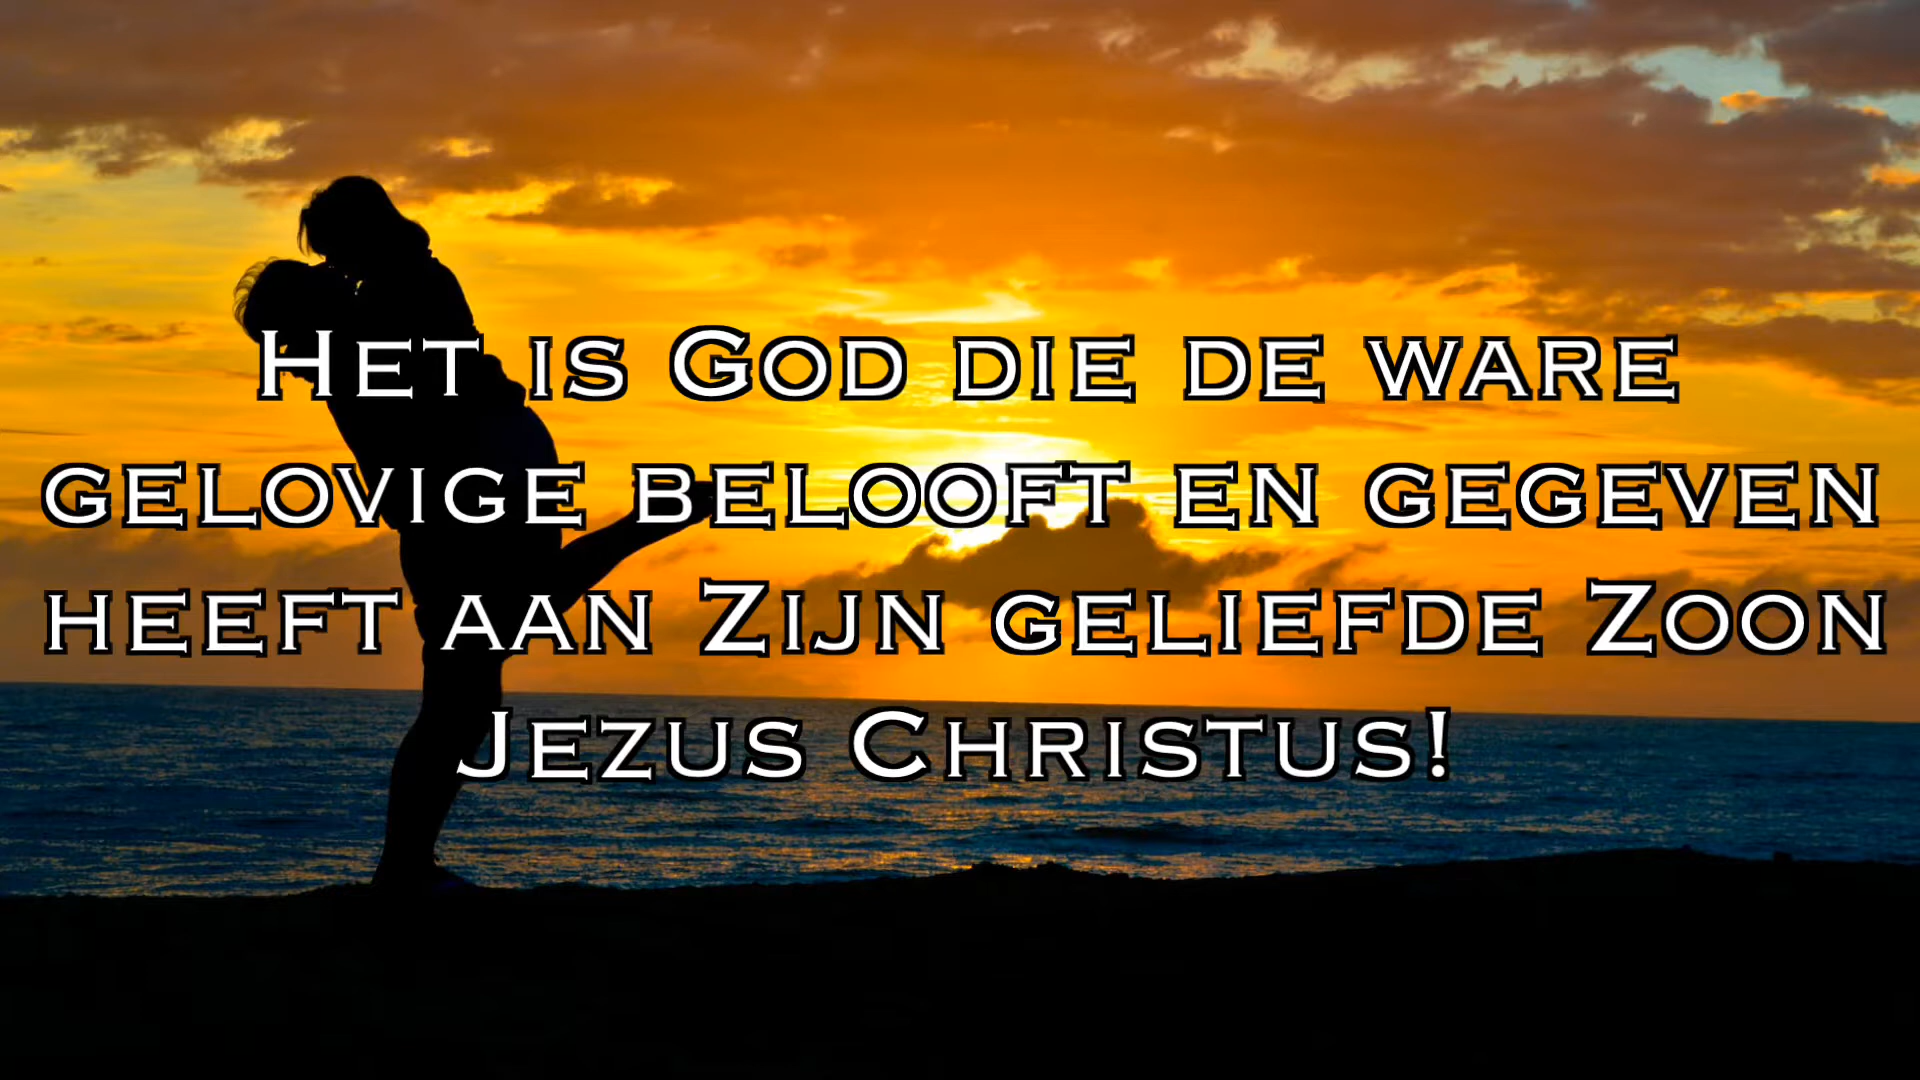 Het is God die de ware
gelovige belooft en gegeven
heeft aan Zijn geliefde Zoon
Jezus Christus!